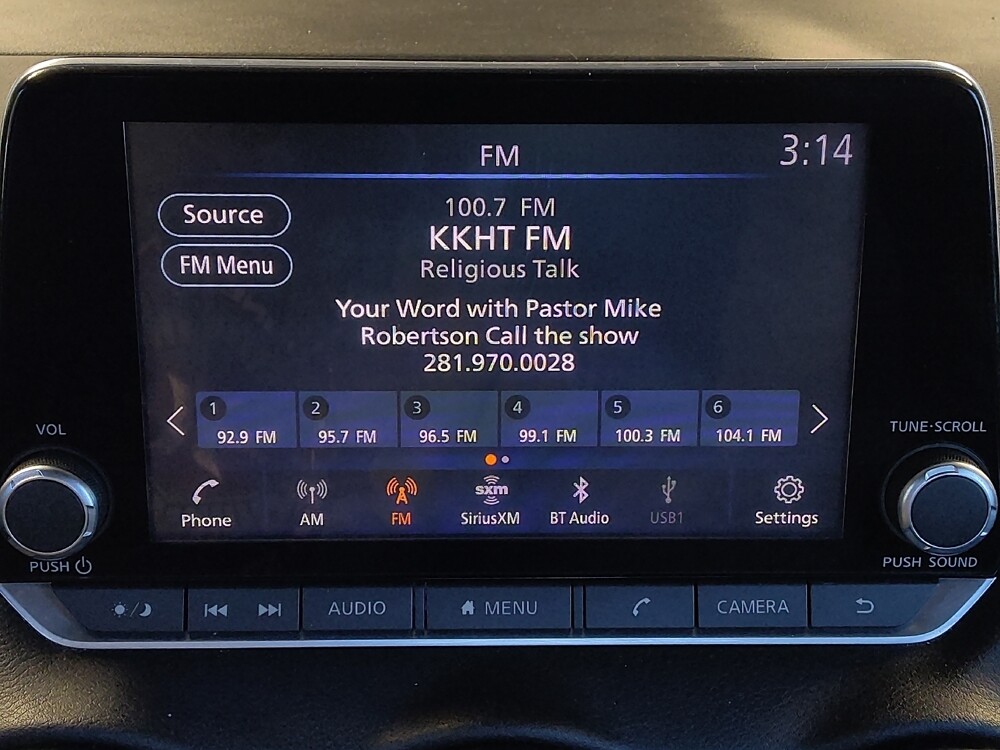 FM
3:14
Source
FM Menu
100.7 FM
KKHT FM
Religious Talk
Your Word with Pastor Mike
Robertson Call the show
281.970.0028
1 2 3 4 5 6
92.9 FM 95.7 FM 96.5 FM 99.1 FM 100.3 FM 104.1 FM
VOL
TUNE·SCROLL
sxm
Phone AM FM SiriusXM BT Audio USB1 Settings
PUSH
PUSH SOUND
AUDIO MENU CAMERA